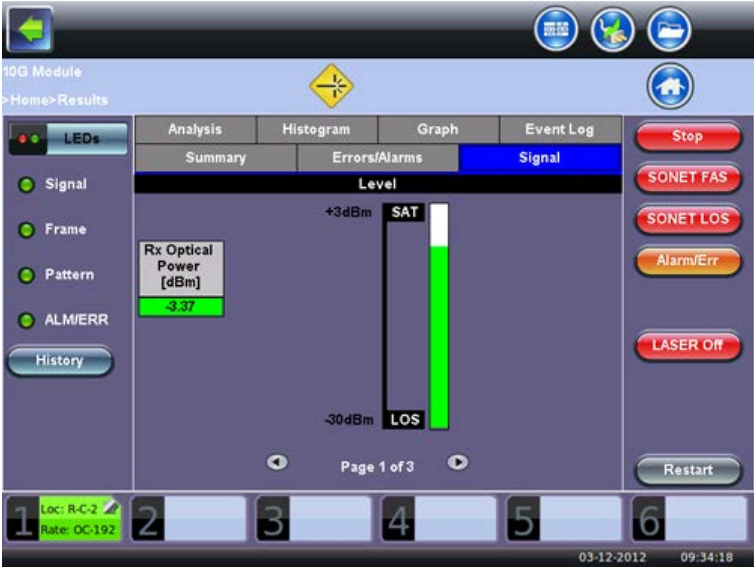 10G Module
>Home>Results
LEDs
Signal
Frame
Pattern
ALM/ERR
History
Analysis
Histogram
Graph
Event Log
Summary
Errors/Alarms
Signal
Level
+3dBm
SAT
Rx Optical
Power
[dBm]
-3.37
-30dBm
LOS
Page 1 of 3
Stop
SONET FAS
SONET LOS
Alarm/Err
LASER Off
Restart
1
Loc: R-C-2
Rate: OC-192
2
3
4
5
6
03-12-2012 09:34:18